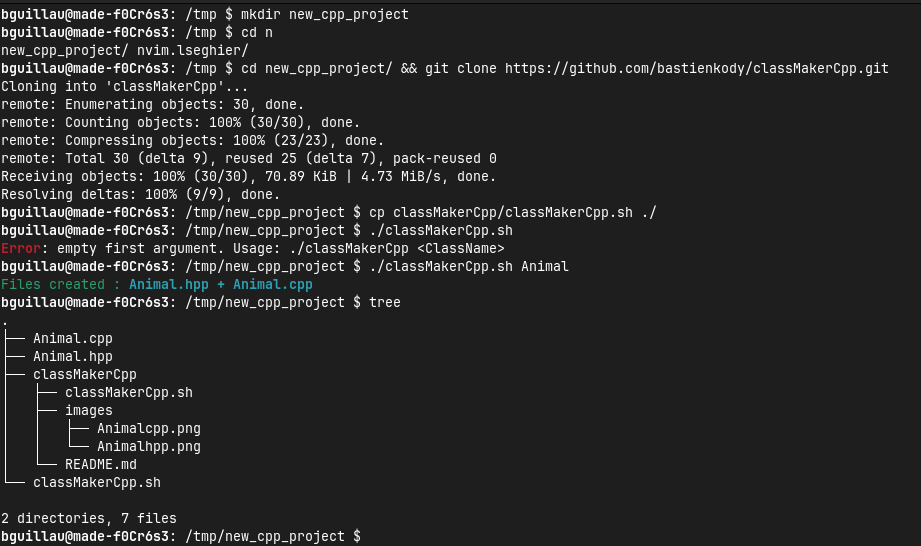 bguillau@made-f0Cr6s3: /tmp $ mkdir new_cpp_project
bguillau@made-f0Cr6s3: /tmp $ cd n
new_cpp_project/ nvim.lseghier/
bguillau@made-f0Cr6s3: /tmp $ cd new_cpp_project/ && git clone https://github.com/bastienkody/classMakerCpp.git
Cloning into 'classMakerCpp'...
remote: Enumerating objects: 30, done.
remote: Counting objects: 100% (30/30), done.
remote: Compressing objects: 100% (23/23), done.
remote: Total 30 (delta 9), reused 25 (delta 7), pack-reused 0
Receiving objects: 100% (30/30), 70.89 KiB | 4.73 MiB/s, done.
Resolving deltas: 100% (9/9), done.
bguillau@made-f0Cr6s3: /tmp/new_cpp_project $ cp classMakerCpp/classMakerCpp.sh ./
bguillau@made-f0Cr6s3: /tmp/new_cpp_project $ ./classMakerCpp.sh
Error: empty first argument. Usage: ./classMakerCpp <ClassName>
bguillau@made-f0Cr6s3: /tmp/new_cpp_project $ ./classMakerCpp.sh Animal
Files created : Animal.hpp + Animal.cpp
bguillau@made-f0Cr6s3: /tmp/new_cpp_project $ tree
.
├── Animal.cpp
├── Animal.hpp
├── classMakerCpp
│   ├── classMakerCpp.sh
│   ├── images
│   │   ├── Animalcpp.png
│   │   └── Animalhpp.png
│   └── README.md
└── classMakerCpp.sh
2 directories, 7 files
bguillau@made-f0Cr6s3: /tmp/new_cpp_project $